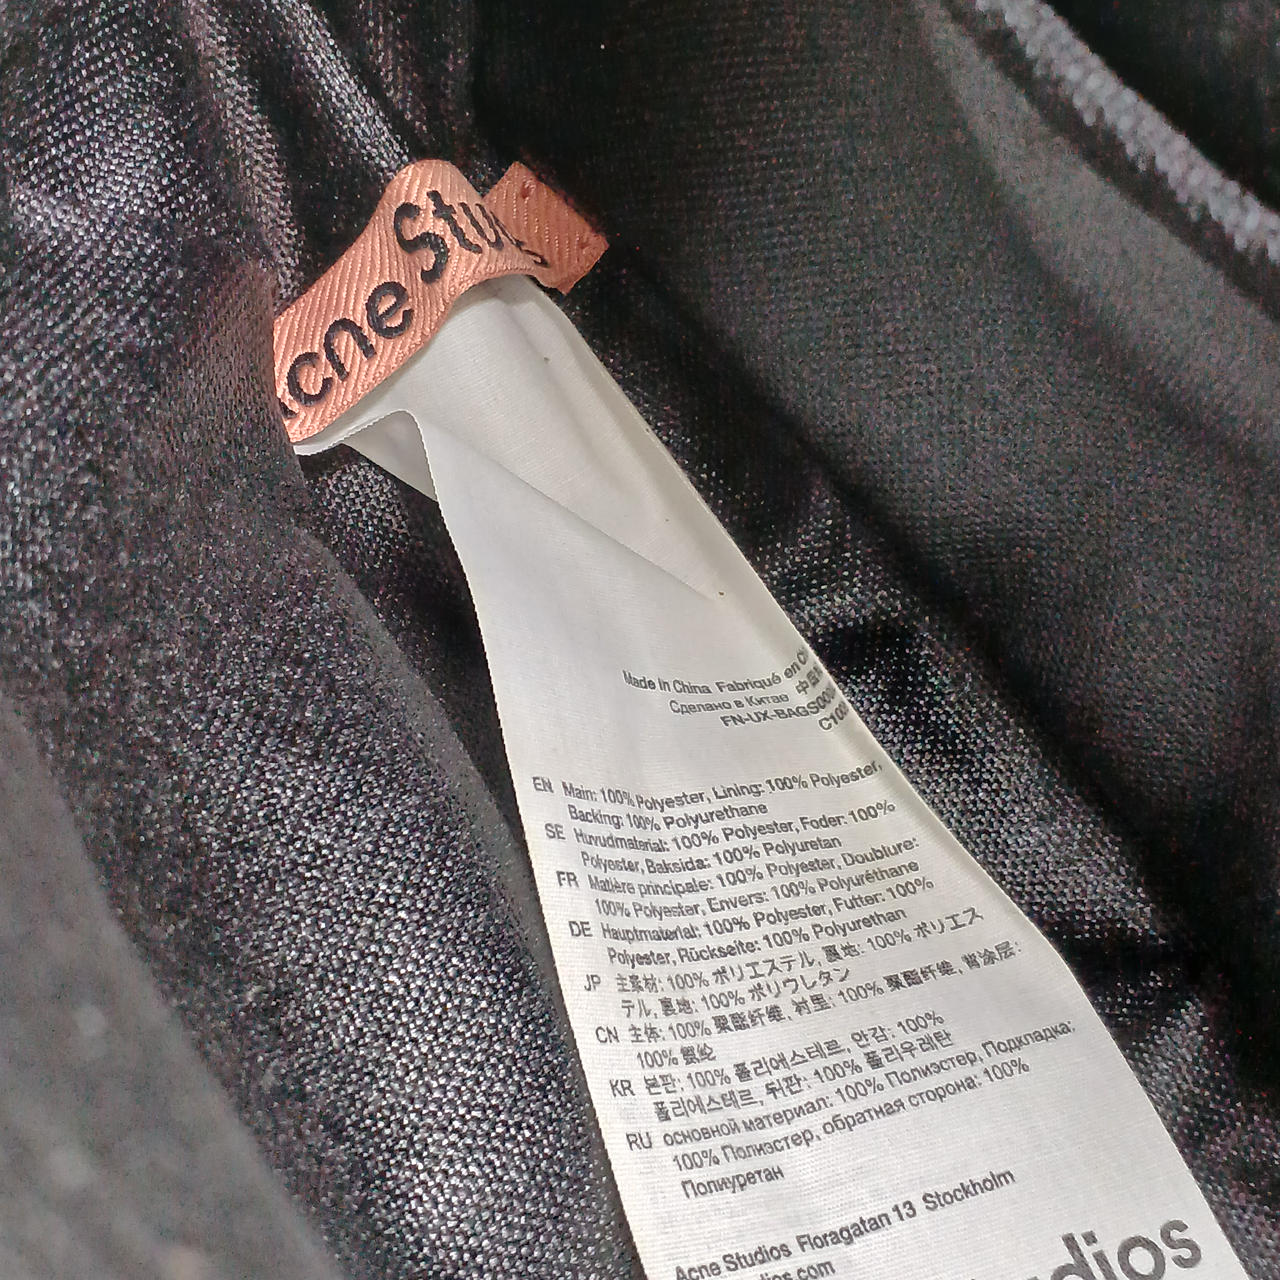 Acne Studios
Made in China Fabriqué en
Сделано в Китае 中国
FN-UX-BAGS000
EN Main: 100% Polyester, Lining: 100% Polyester,
Backing: 100% Polyurethane
SE Huvudmaterial: 100% Polyester, Foder: 100%
Polyester, Baksida: 100% Polyuretan
FR Matière principale: 100% Polyester, Doublure:
100% Polyester, Envers: 100% Polyuréthane
DE Hauptmaterial: 100% Polyester, Futter: 100%
Polyester, Rückseite: 100% Polyurethan
JP 主素材: 100% ポリエステル, 裏地: 100% ポリエス
テル, 裏地: 100% ポリウレタン
CN 主体: 100% 聚酯纤维, 衬里: 100% 聚酯纤维, 背涂层:
100% 氨纶
KR 본판: 100% 폴리에스테르, 안감: 100%
폴리에스테르, 뒤판: 100% 폴리우레탄
RU основной материал: 100% Полиэстер, Подкладка:
100% Полиэстер, обратная сторона: 100%
Полиуретан
Acne Studios Floragatan 13 Stockholm
dios.com
udios